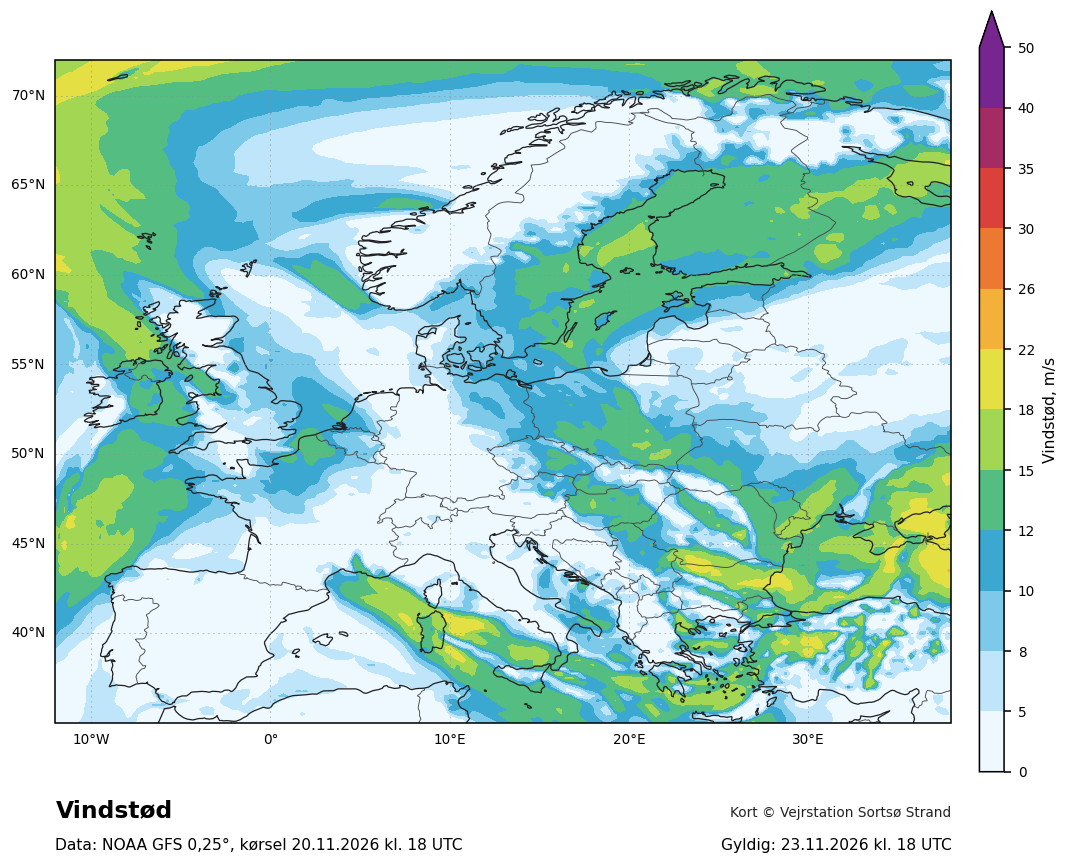 50
40
35
30
26
22
18
15
12
10
8
5
0
Vindstød, m/s
70°N
65°N
60°N
55°N
50°N
45°N
40°N
10°W
0°
10°E
20°E
30°E
Vindstød
Kort © Vejrstation Sortsø Strand
Data: NOAA GFS 0,25°, kørsel 20.11.2026 kl. 18 UTC
Gyldig: 23.11.2026 kl. 18 UTC